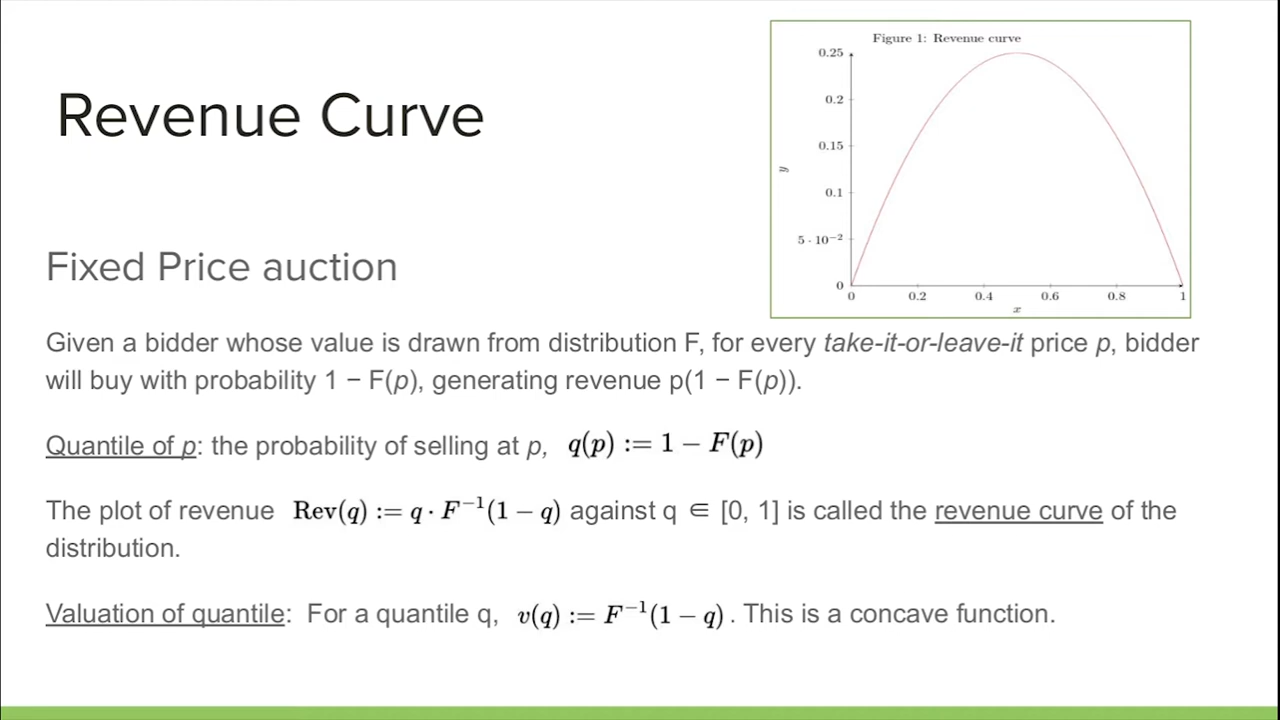 Revenue Curve
Figure 1: Revenue curve
0.25
0.2
0.15
0.1
5 · 10⁻²
0
y
0 0.2 0.4 0.6 0.8 1
x
Fixed Price auction
Given a bidder whose value is drawn from distribution F, for every take-it-or-leave-it price p, bidder
will buy with probability 1 − F(p), generating revenue p(1 − F(p)).
Quantile of p: the probability of selling at p, q(p) := 1 − F(p)
The plot of revenue Rev(q) := q · F⁻¹(1 − q) against q ∈ [0, 1] is called the revenue curve of the
distribution.
Valuation of quantile: For a quantile q, v(q) := F⁻¹(1 − q). This is a concave function.